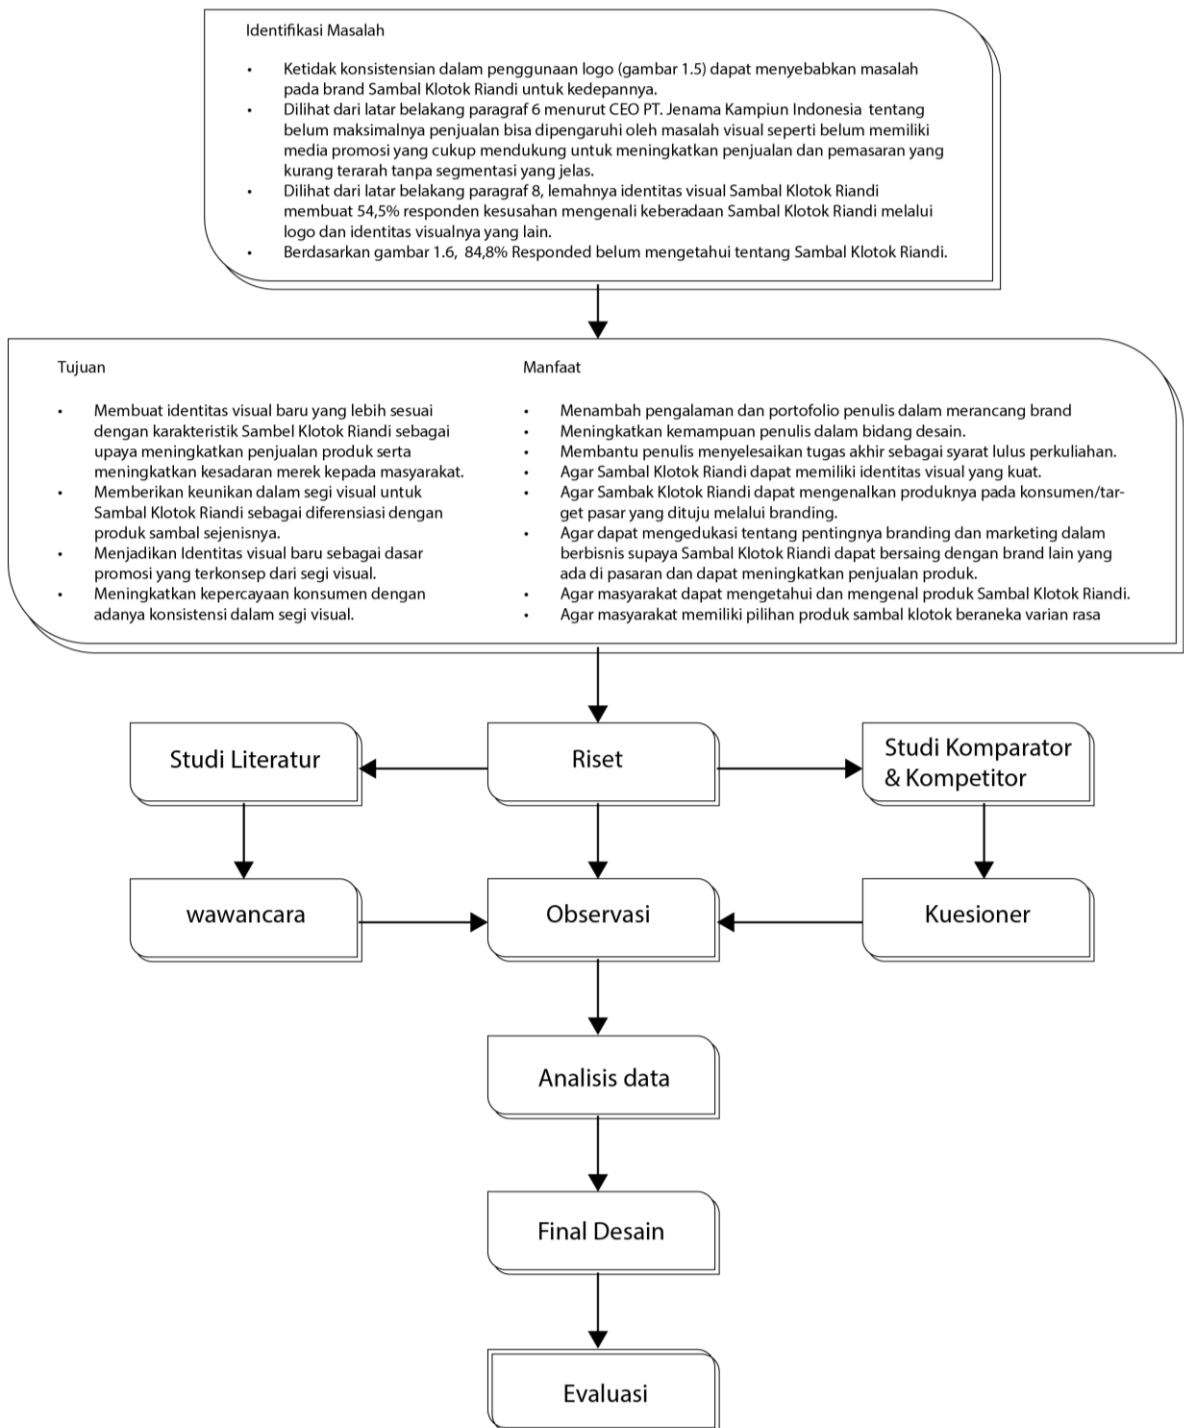 Identifikasi Masalah
• Ketidak konsistensian dalam penggunaan logo (gambar 1.5) dapat menyebabkan masalah
pada brand Sambal Klotok Riandi untuk kedepannya.
• Dilihat dari latar belakang paragraf 6 menurut CEO PT. Jenama Kampiun Indonesia tentang
belum maksimalnya penjualan bisa dipengaruhi oleh masalah visual seperti belum memiliki
media promosi yang cukup mendukung untuk meningkatkan penjualan dan pemasaran yang
kurang terarah tanpa segmentasi yang jelas.
• Dilihat dari latar belakang paragraf 8, lemahnya identitas visual Sambal Klotok Riandi
membuat 54,5% responden kesusahan mengenali keberadaan Sambal Klotok Riandi melalui
logo dan identitas visualnya yang lain.
• Berdasarkan gambar 1.6, 84,8% Responded belum mengetahui tentang Sambal Klotok Riandi.
Tujuan
• Membuat identitas visual baru yang lebih sesuai
dengan karakteristik Sambel Klotok Riandi sebagai
upaya meningkatkan penjualan produk serta
meningkatkan kesadaran merek kepada masyarakat.
• Memberikan keunikan dalam segi visual untuk
Sambal Klotok Riandi sebagai diferensiasi dengan
produk sambal sejenisnya.
• Menjadikan Identitas visual baru sebagai dasar
promosi yang terkonsep dari segi visual.
• Meningkatkan kepercayaan konsumen dengan
adanya konsistensi dalam segi visual.
Manfaat
• Menambah pengalaman dan portofolio penulis dalam merancang brand
• Meningkatkan kemampuan penulis dalam bidang desain.
• Membantu penulis menyelesaikan tugas akhir sebagai syarat lulus perkuliahan.
• Agar Sambal Klotok Riandi dapat memiliki identitas visual yang kuat.
• Agar Sambak Klotok Riandi dapat mengenalkan produknya pada konsumen/tar-
get pasar yang dituju melalui branding.
• Agar dapat mengedukasi tentang pentingnya branding dan marketing dalam
berbisnis supaya Sambal Klotok Riandi dapat bersaing dengan brand lain yang
ada di pasaran dan dapat meningkatkan penjualan produk.
• Agar masyarakat dapat mengetahui dan mengenal produk Sambal Klotok Riandi.
• Agar masyarakat memiliki pilihan produk sambal klotok beraneka varian rasa
Studi Literatur
Riset
Studi Komparator
& Kompetitor
wawancara
Observasi
Kuesioner
Analisis data
Final Desain
Evaluasi